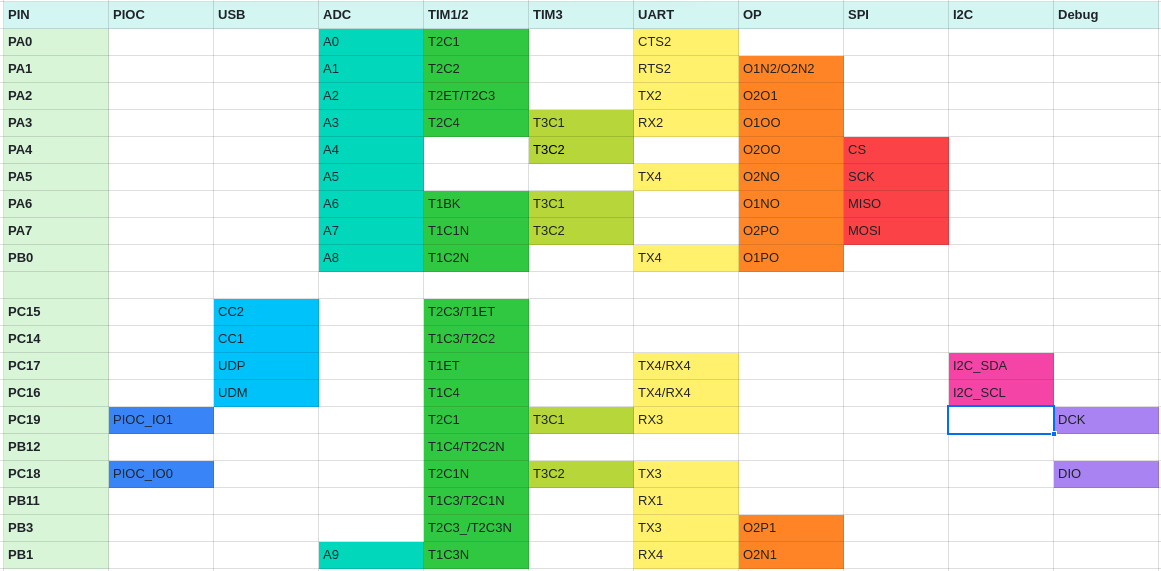 PIN PIOC USB ADC TIM1/2 TIM3 UART OP SPI I2C Debug
PA0 A0 T2C1 CTS2
PA1 A1 T2C2 RTS2 O1N2/O2N2
PA2 A2 T2ET/T2C3 TX2 O2O1
PA3 A3 T2C4 T3C1 RX2 O1OO
PA4 A4 T3C2 O2OO CS
PA5 A5 TX4 O2NO SCK
PA6 A6 T1BK T3C1 O1NO MISO
PA7 A7 T1C1N T3C2 O2PO MOSI
PB0 A8 T1C2N TX4 O1PO
PC15 CC2 T2C3/T1ET
PC14 CC1 T1C3/T2C2
PC17 UDP T1ET TX4/RX4 I2C_SDA
PC16 UDM T1C4 TX4/RX4 I2C_SCL
PC19 PIOC_IO1 T2C1 T3C1 RX3 DCK
PB12 T1C4/T2C2N
PC18 PIOC_IO0 T2C1N T3C2 TX3 DIO
PB11 T1C3/T2C1N RX1
PB3 T2C3_/T2C3N TX3 O2P1
PB1 A9 T1C3N RX4 O2N1